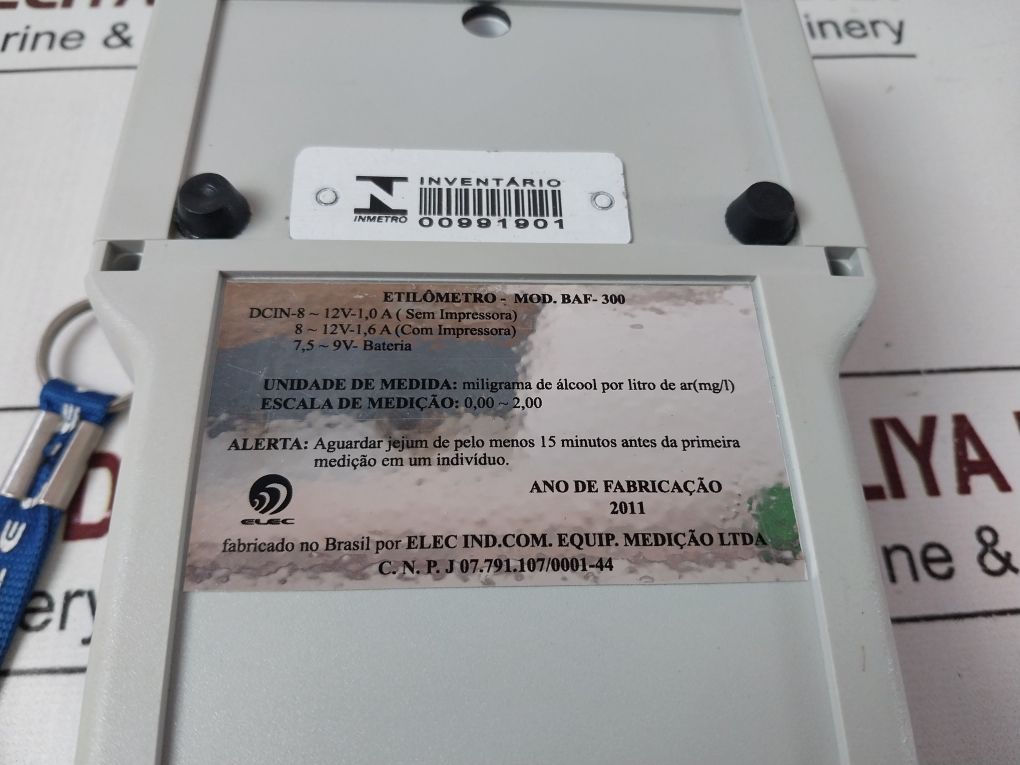 rine &
inery
INVENTÁRIO
INMETRO
00991901
ETILÔMETRO - MOD. BAF- 300
DCIN-8 ~ 12V-1,0 A ( Sem Impressora)
8 ~ 12V-1,6 A (Com Impressora)
7,5 ~ 9V- Bateria
UNIDADE DE MEDIDA: miligrama de álcool por litro de ar(mg/l)
ESCALA DE MEDIÇÃO: 0,00 ~ 2,00
ALERTA: Aguardar jejum de pelo menos 15 minutos antes da primeira
medição em um indivíduo.
ELEC
ANO DE FABRICAÇÃO
2011
fabricado no Brasil por ELEC IND.COM. EQUIP. MEDIÇÃO LTDA
C. N. P. J 07.791.107/0001-44
LIYA
ne &
ery